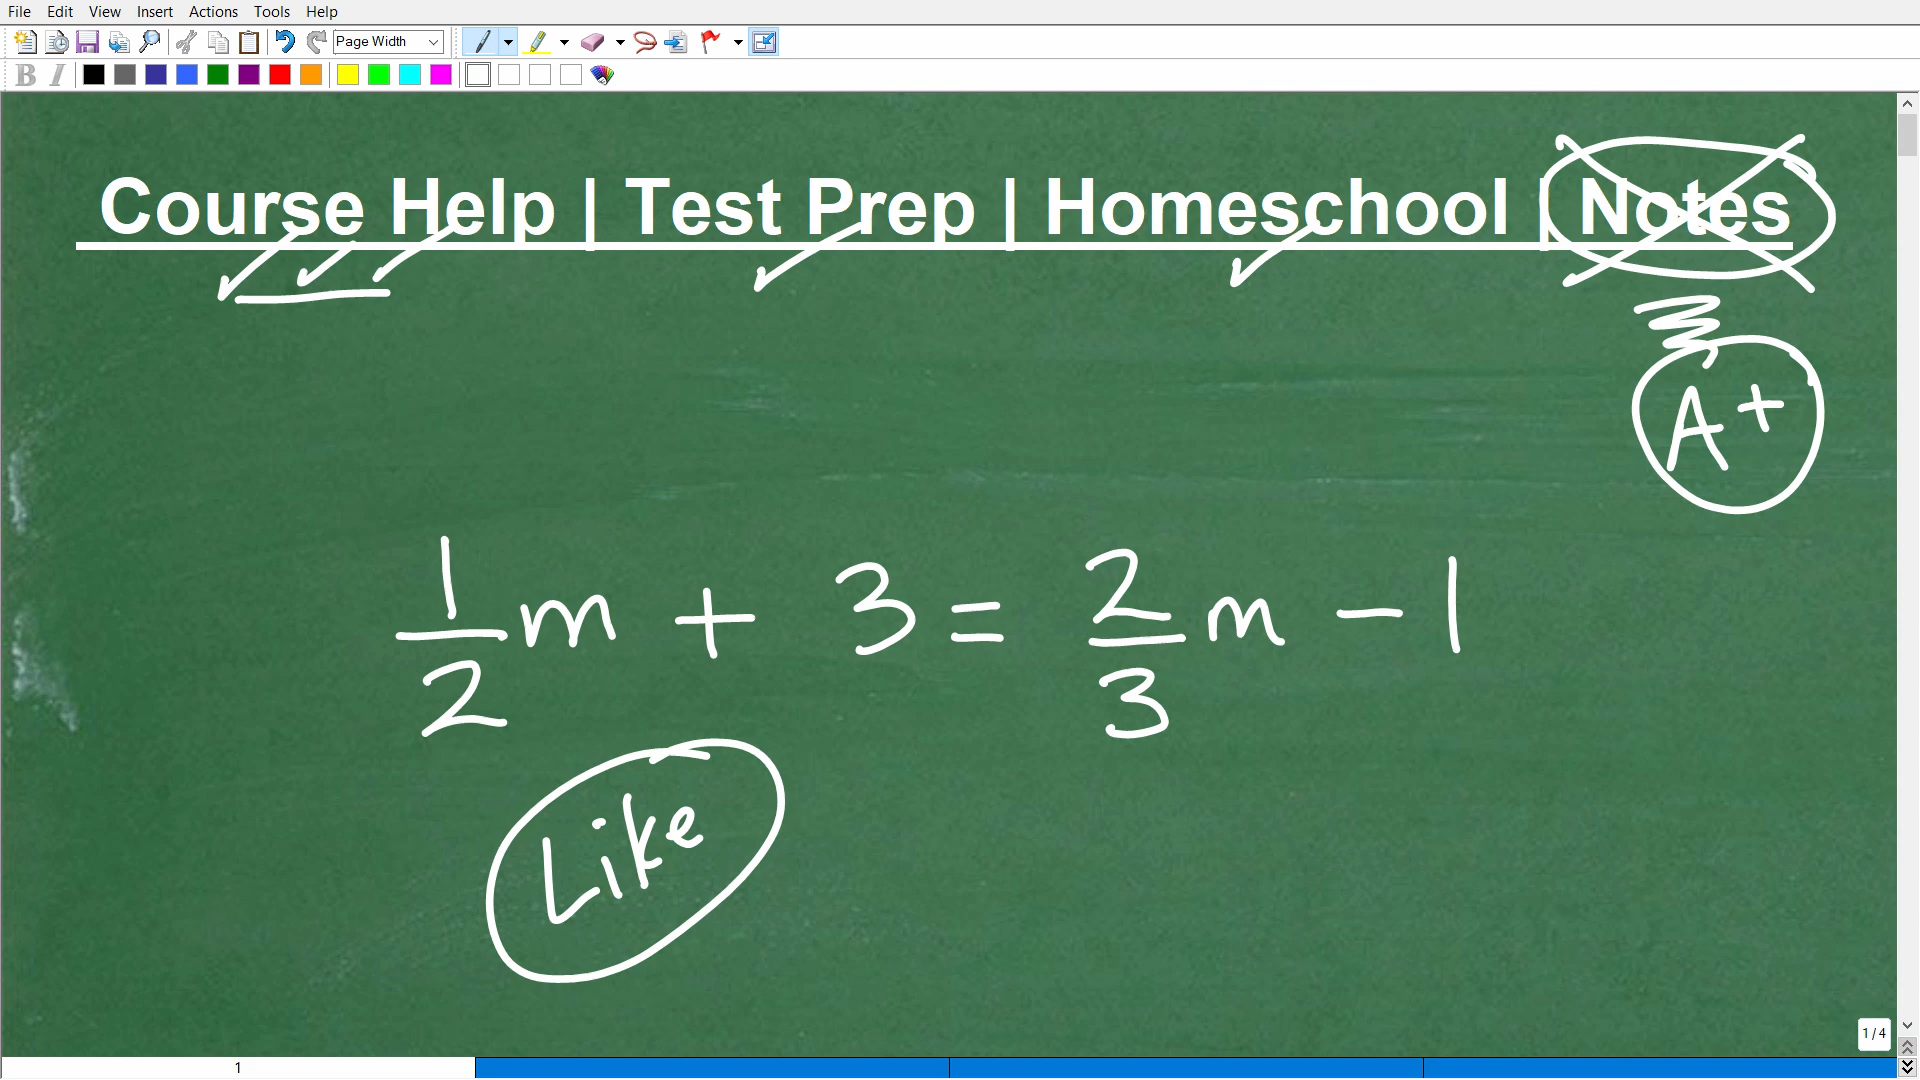 File Edit View Insert Actions Tools Help
Page Width
B I
Course Help | Test Prep | Homeschool | Notes
A+
1/2 m + 3 = 2/3 m - 1
Like
1 / 4
1